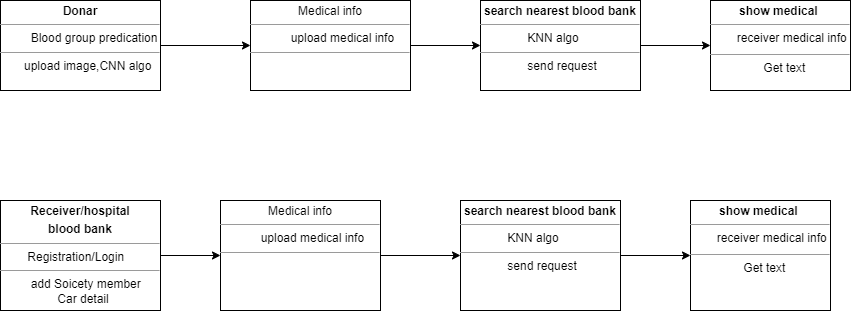 Donar
Blood group predication
upload image,CNN algo
Medical info
upload medical info
search nearest blood bank
KNN algo
send request
show medical
receiver medical info
Get text
Receiver/hospital
blood bank
Registration/Login
add Soicety member
Car detail
Medical info
upload medical info
search nearest blood bank
KNN algo
send request
show medical
receiver medical info
Get text